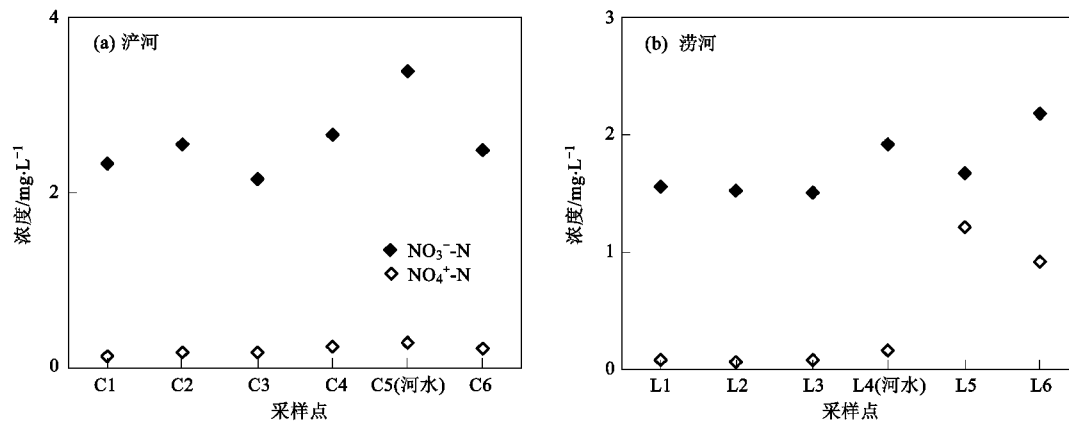 (a) 浐河
4
2
0
浓度/mg·L⁻¹
NO₃⁻-N
NO₄⁺-N
C1 C2 C3 C4 C5(河水) C6
采样点
(b) 涝河
3
2
1
0
浓度/mg·L⁻¹
L1 L2 L3 L4(河水) L5 L6
采样点